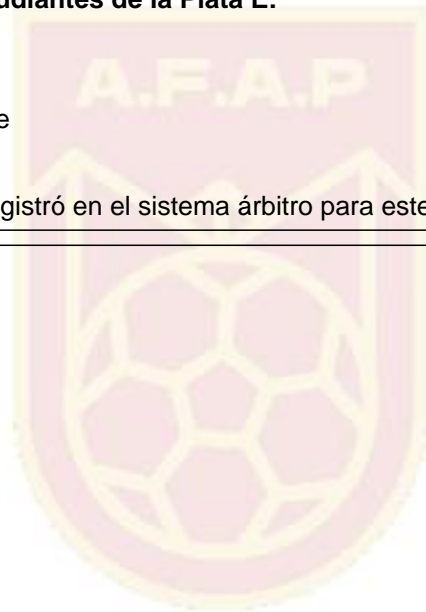 udiantes de la Plata E.
A.F.A.P
e
gistró en el sistema árbitro para este